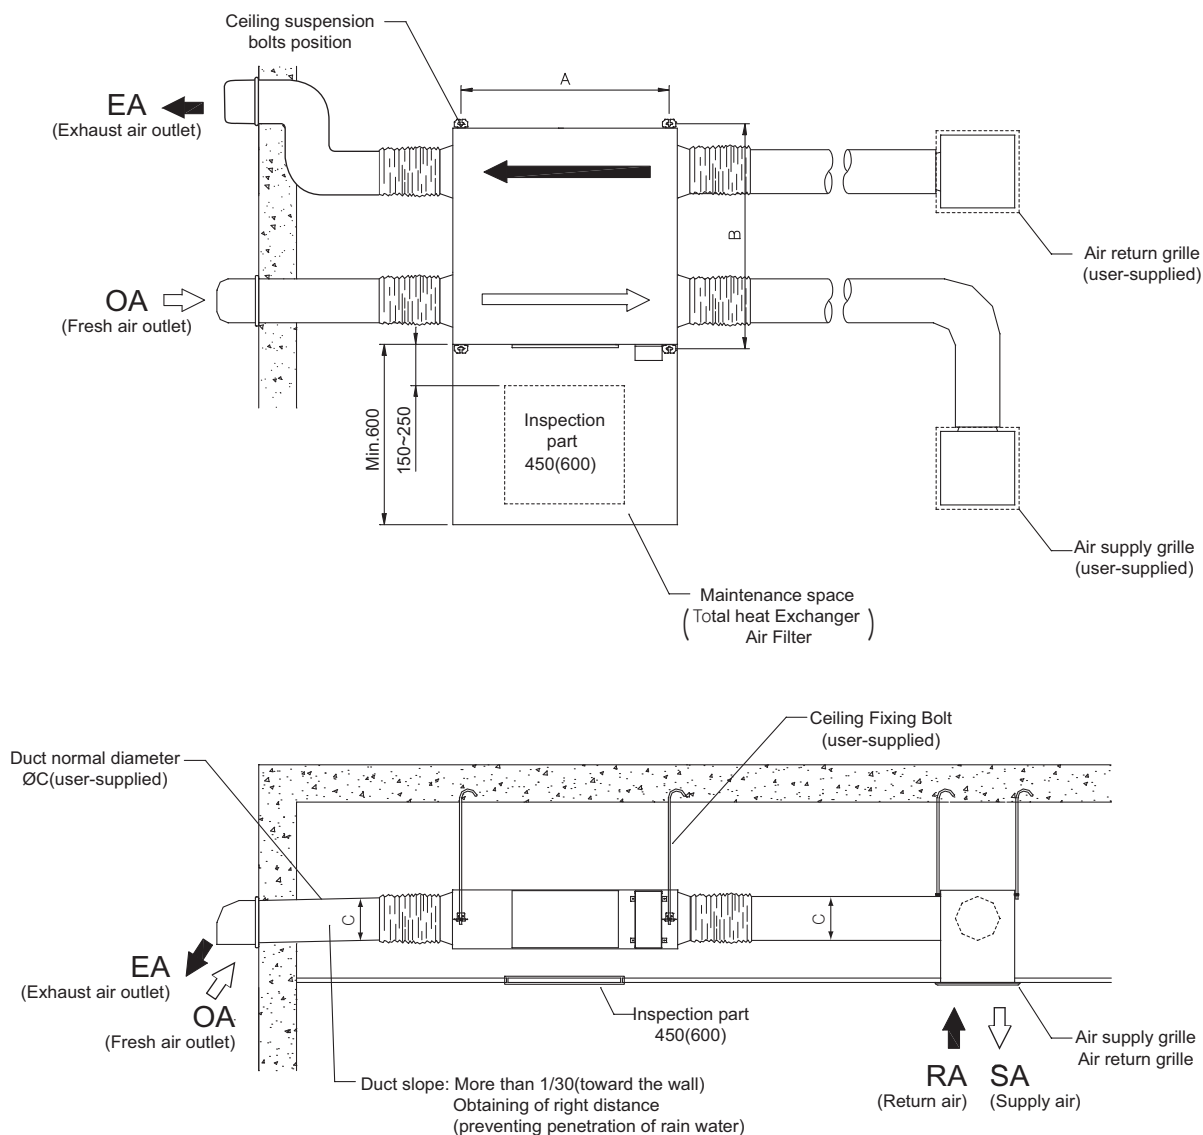 Ceiling suspension
bolts position
A
EA
(Exhaust air outlet)
B
Air return grille
(user-supplied)
OA
(Fresh air outlet)
Min.600
150~250
Inspection
part
450(600)
Air supply grille
(user-supplied)
Maintenance space
(Total heat Exchanger
Air Filter)
Ceiling Fixing Bolt
(user-supplied)
Duct normal diameter
ØC(user-supplied)
C
C
EA
(Exhaust air outlet)
OA
(Fresh air outlet)
Inspection part
450(600)
Air supply grille
Air return grille
RA
(Return air)
SA
(Supply air)
Duct slope: More than 1/30(toward the wall)
Obtaining of right distance
(preventing penetration of rain water)